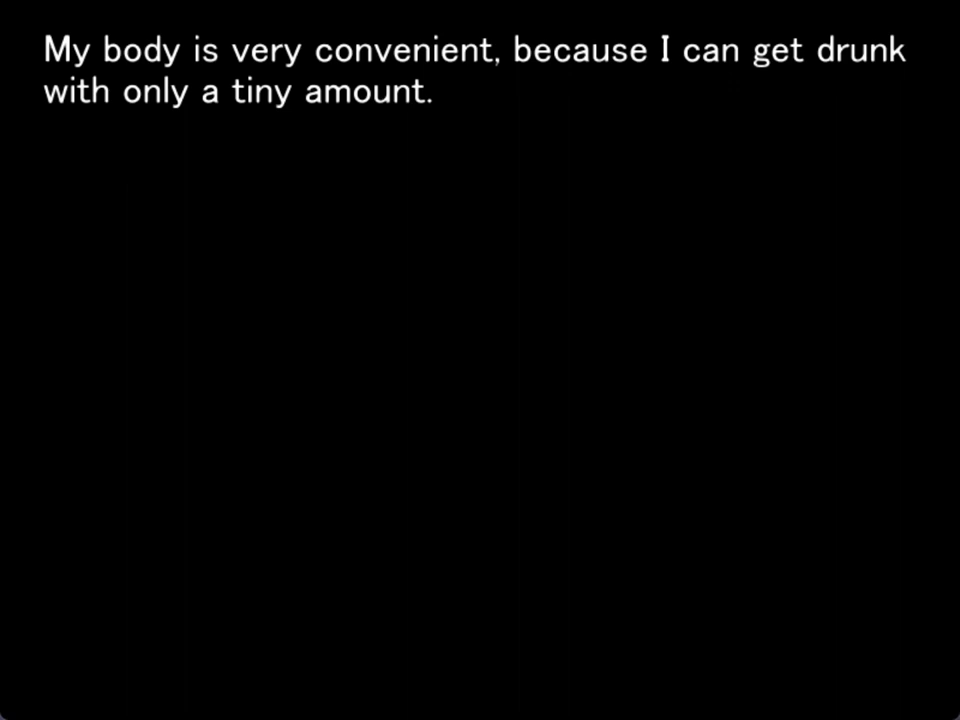 My body is very convenient, because I can get drunk
with only a tiny amount.